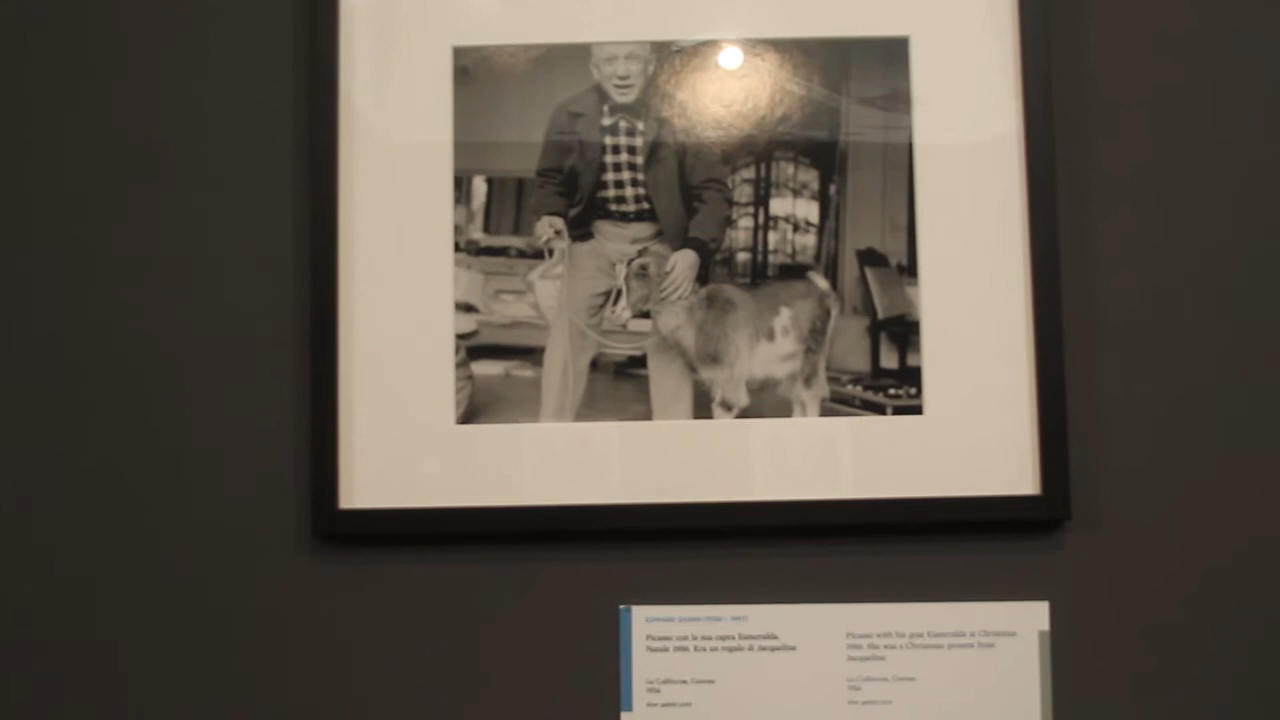 Picasso con la sua capra Esmeralda,
Natale 1956. Era un regalo di Jacqueline
La Californie, Cannes
1956
Picasso with his goat Esmeralda at Christmas
1956. She was a Christmas present from
Jacqueline
La Californie, Cannes
1956